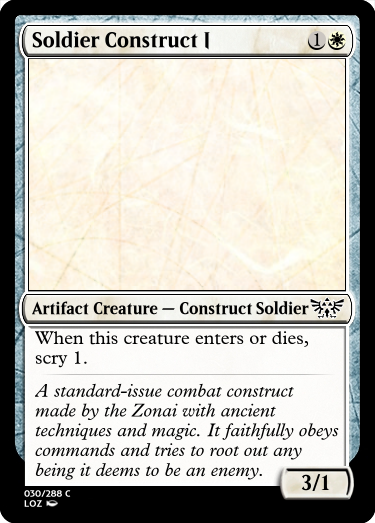 Soldier Construct I 1
Artifact Creature — Construct Soldier
When this creature enters or dies,
scry 1.
A standard-issue combat construct
made by the Zonai with ancient
techniques and magic. It faithfully obeys
commands and tries to root out any
being it deems to be an enemy.
3/1
030/288 C
LOZ